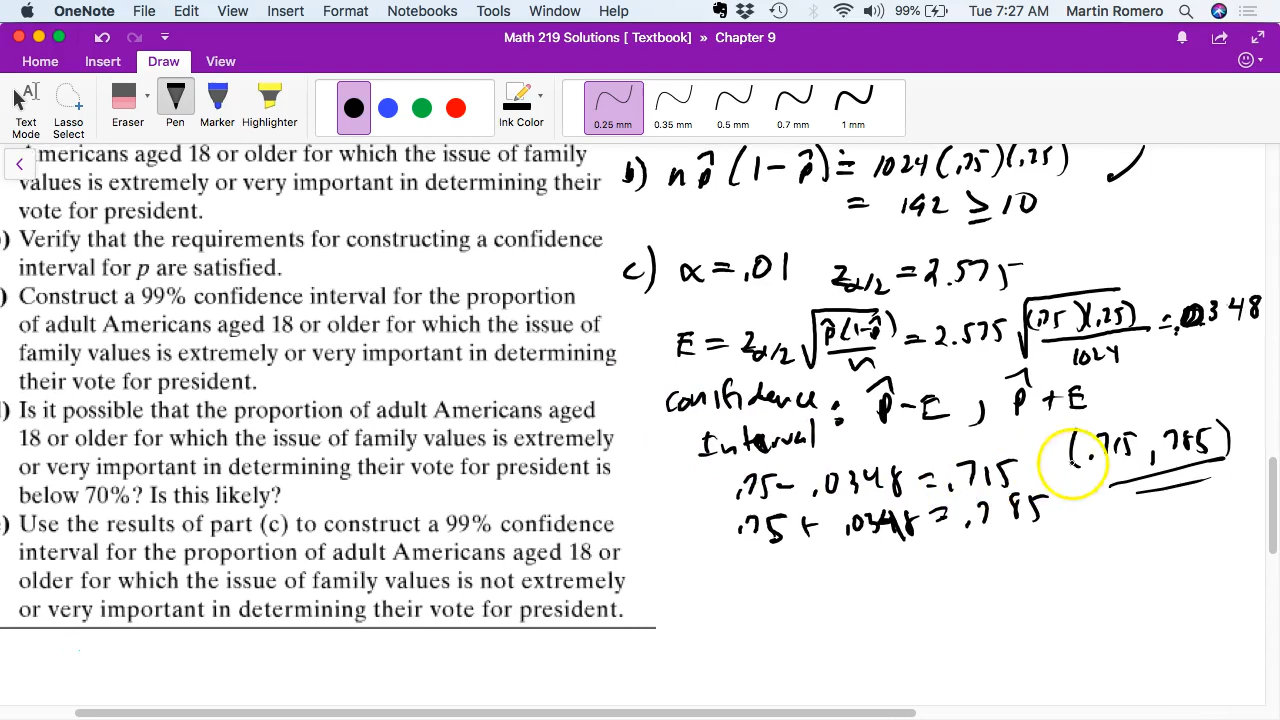 OneNote File Edit View Insert Format Notebooks Tools Window Help 99% Tue 7:27 AM Martin Romero
Math 219 Solutions [ Textbook] » Chapter 9
Home Insert Draw View
Text Mode Lasso Select Eraser Pen Marker Highlighter Ink Color 0.25 mm 0.35 mm 0.5 mm 0.7 mm 1 mm
Americans aged 18 or older for which the issue of family
values is extremely or very important in determining their
vote for president.
) Verify that the requirements for constructing a confidence
interval for p are satisfied.
) Construct a 99% confidence interval for the proportion
of adult Americans aged 18 or older for which the issue of
family values is extremely or very important in determining
their vote for president.
) Is it possible that the proportion of adult Americans aged
18 or older for which the issue of family values is extremely
or very important in determining their vote for president is
below 70%? Is this likely?
) Use the results of part (c) to construct a 99% confidence
interval for the proportion of adult Americans aged 18 or
older for which the issue of family values is not extremely
or very important in determining their vote for president.
b) n p̂ (1 - p̂) ≐ 1024 (.75)(.25) ✓
= 192 ≥ 10
c) α = .01 z α/2 = 2.575
E = z α/2 √(p̂(1-p̂)/n) = 2.575 √((.75)(.25)/1024) = .0348
Confidence Interval : p̂ - E , p̂ + E
(.715, .785)
.75 - .0348 = .715
.75 + .0348 = .785